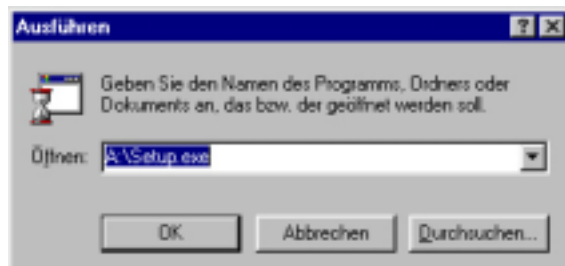 Ausführen
Geben Sie den Namen des Programms, Ordners oder
Dokuments an, das bzw. der geöffnet werden soll.
Öffnen: A:\Setup.exe
OK Abbrechen Durchsuchen...